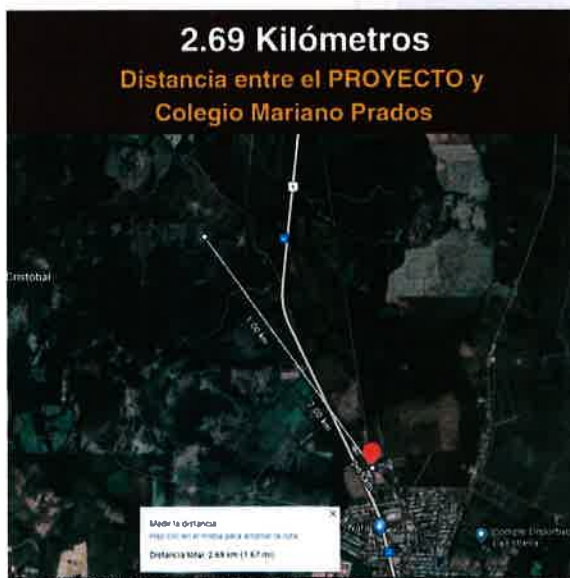 2.69 Kilómetros
Distancia entre el PROYECTO y
Colegio Mariano Prados
Cristóbal
1.00 km
2.00 km
Medir la distancia
Distancia total: 2.69 km (1.67 mi)